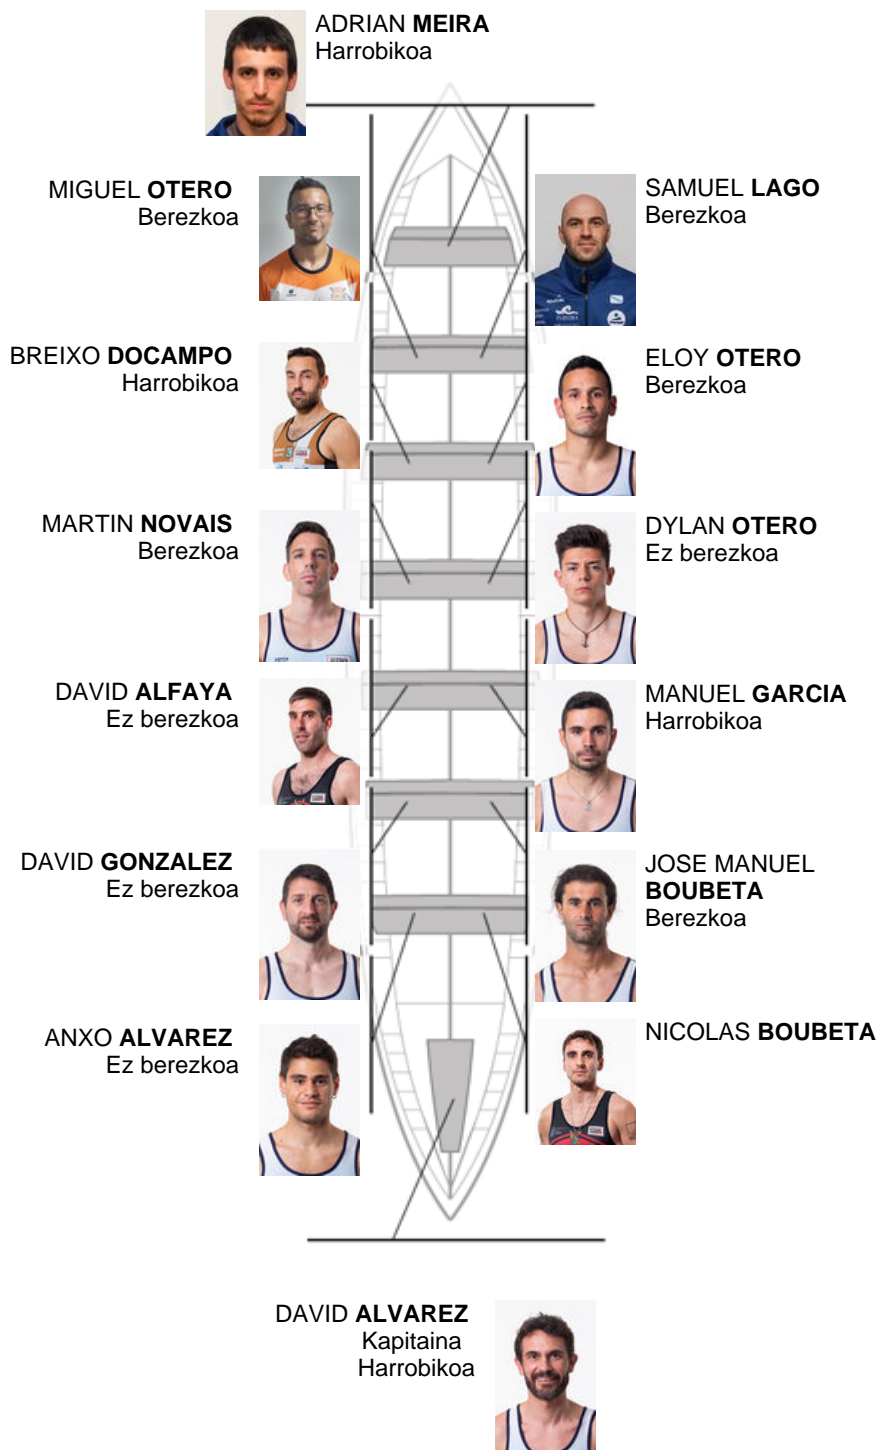 ADRIAN MEIRA
Harrobikoa
MIGUEL OTERO
Berezkoa
SAMUEL LAGO
Berezkoa
BREIXO DOCAMPO
Harrobikoa
ELOY OTERO
Berezkoa
MARTIN NOVAIS
Berezkoa
DYLAN OTERO
Ez berezkoa
DAVID ALFAYA
Ez berezkoa
MANUEL GARCIA
Harrobikoa
DAVID GONZALEZ
Ez berezkoa
JOSE MANUEL
BOUBETA
Berezkoa
ANXO ALVAREZ
Ez berezkoa
NICOLAS BOUBETA
DAVID ALVAREZ
Kapitaina
Harrobikoa